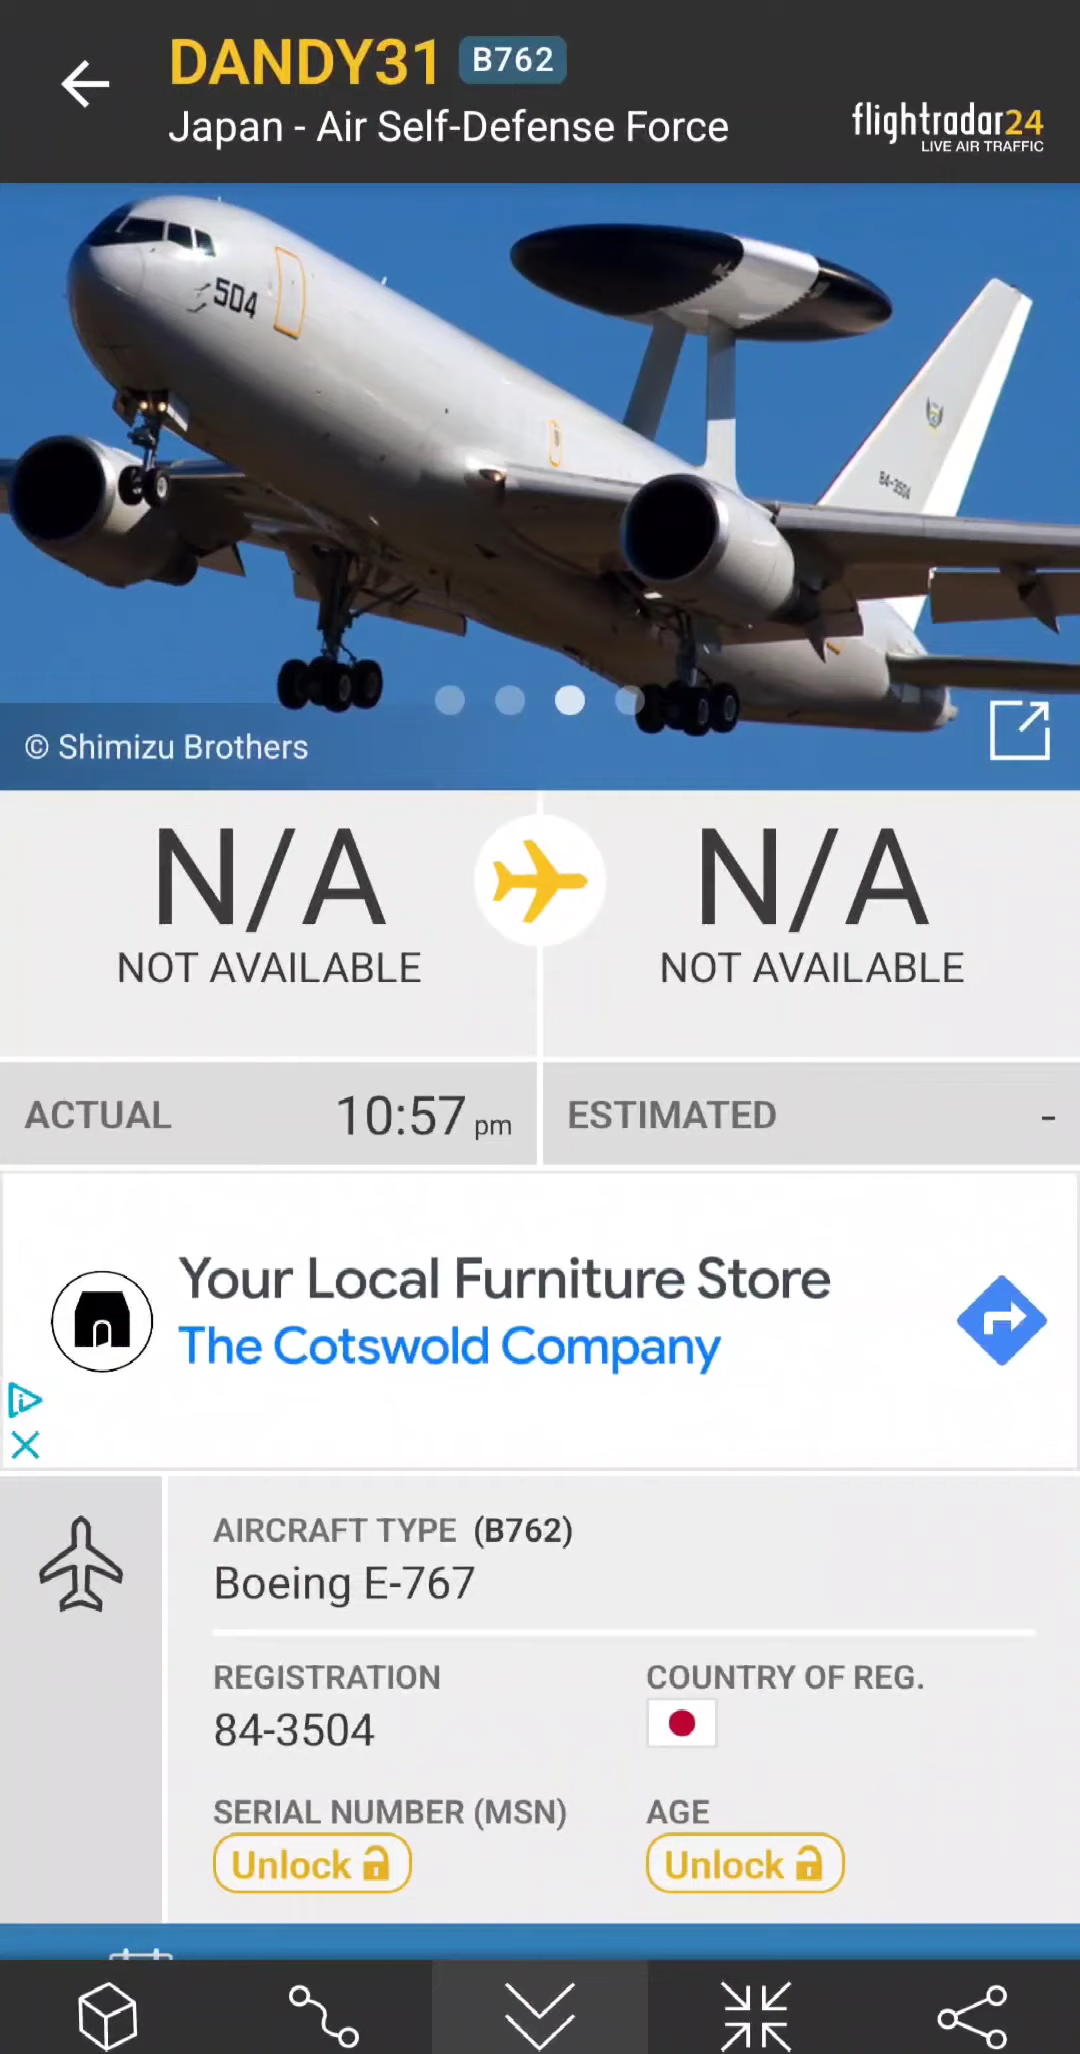 DANDY31 B762
Japan - Air Self-Defense Force
flightradar24
LIVE AIR TRAFFIC
504
84-3504
© Shimizu Brothers
N/A
NOT AVAILABLE
N/A
NOT AVAILABLE
ACTUAL 10:57 pm
ESTIMATED -
Your Local Furniture Store
The Cotswold Company
AIRCRAFT TYPE (B762)
Boeing E-767
REGISTRATION
84-3504
COUNTRY OF REG.
SERIAL NUMBER (MSN)
Unlock
AGE
Unlock